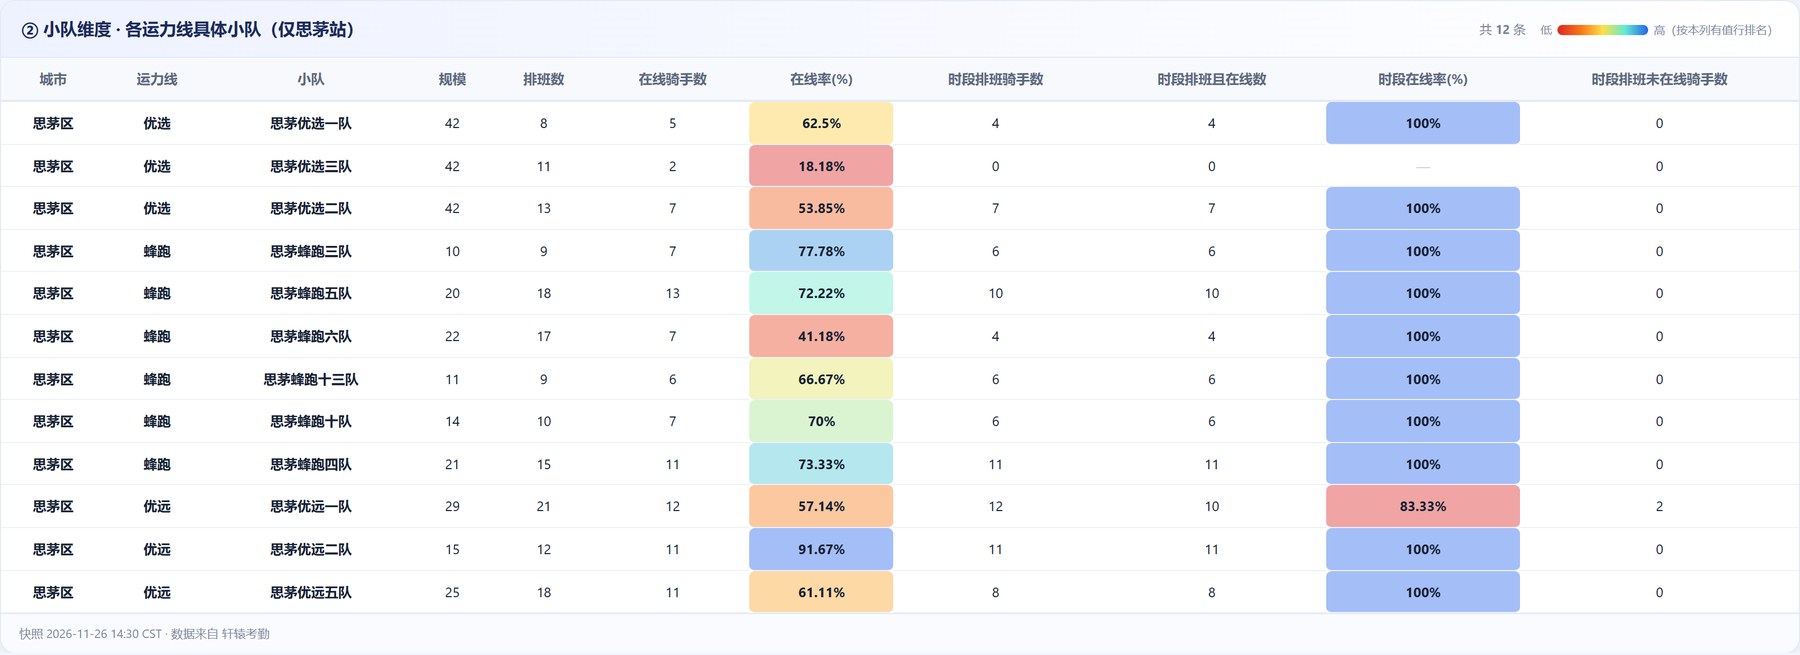 ② 小队维度 · 各运力线具体小队（仅思茅站）
共 12 条 低 高 (按本列有值行排名)
城市 运力线 小队 规模 排班数 在线骑手数 在线率(%) 时段排班骑手数 时段排班且在线数 时段在线率(%) 时段排班未在线骑手数
思茅区 优选 思茅优选一队 42 8 5 62.5% 4 4 100% 0
思茅区 优选 思茅优选三队 42 11 2 18.18% 0 0 — 0
思茅区 优选 思茅优选二队 42 13 7 53.85% 7 7 100% 0
思茅区 蜂跑 思茅蜂跑三队 10 9 7 77.78% 6 6 100% 0
思茅区 蜂跑 思茅蜂跑五队 20 18 13 72.22% 10 10 100% 0
思茅区 蜂跑 思茅蜂跑六队 22 17 7 41.18% 4 4 100% 0
思茅区 蜂跑 思茅蜂跑十三队 11 9 6 66.67% 6 6 100% 0
思茅区 蜂跑 思茅蜂跑十队 14 10 7 70% 6 6 100% 0
思茅区 蜂跑 思茅蜂跑四队 21 15 11 73.33% 11 11 100% 0
思茅区 优远 思茅优远一队 29 21 12 57.14% 12 10 83.33% 2
思茅区 优远 思茅优远二队 15 12 11 91.67% 11 11 100% 0
思茅区 优远 思茅优远五队 25 18 11 61.11% 8 8 100% 0
快照 2026-11-26 14:30 CST · 数据来自 轩辕考勤